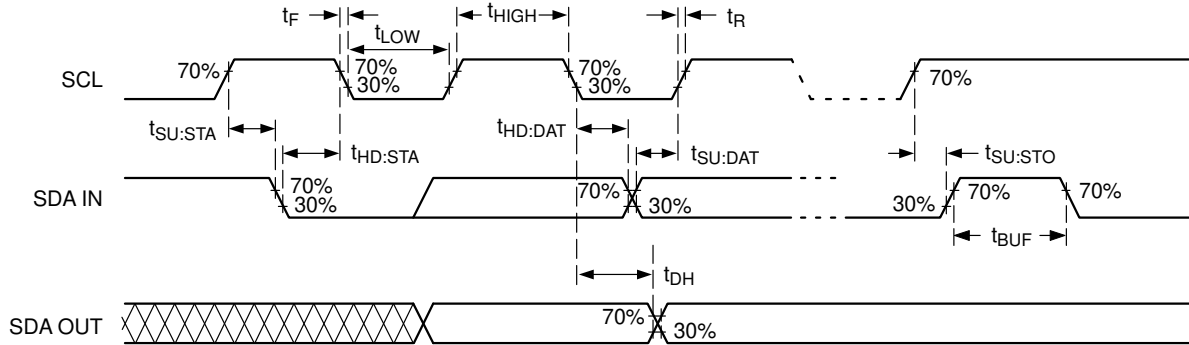 tF tHIGH tR
tLOW
SCL 70% 70% 70% 70%
30% 30%
tSU:STA tHD:STA tHD:DAT tSU:DAT tSU:STO
SDA IN 70% 70% 70% 70%
30% 30% 30%
tBUF
tDH
SDA OUT 70% 30%